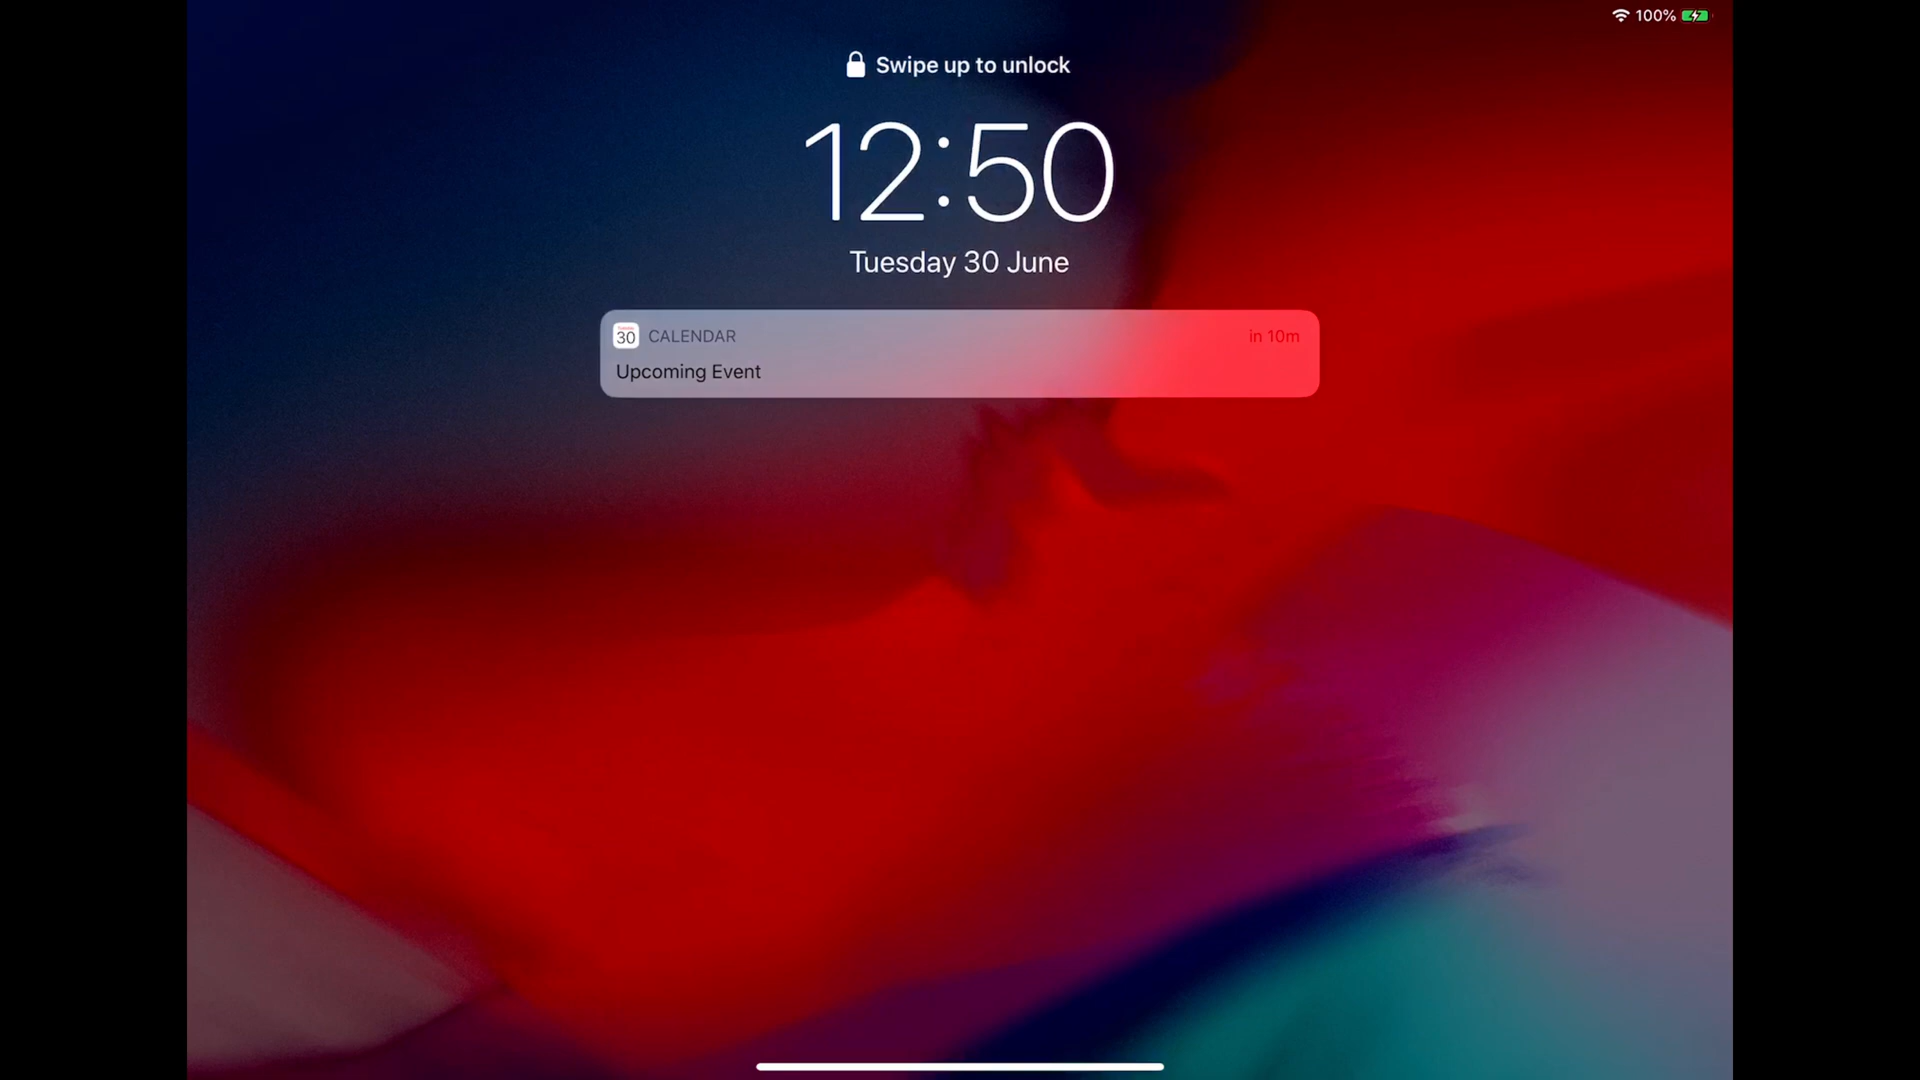 100%
Swipe up to unlock
12:50
Tuesday 30 June
30 CALENDAR in 10m
Upcoming Event